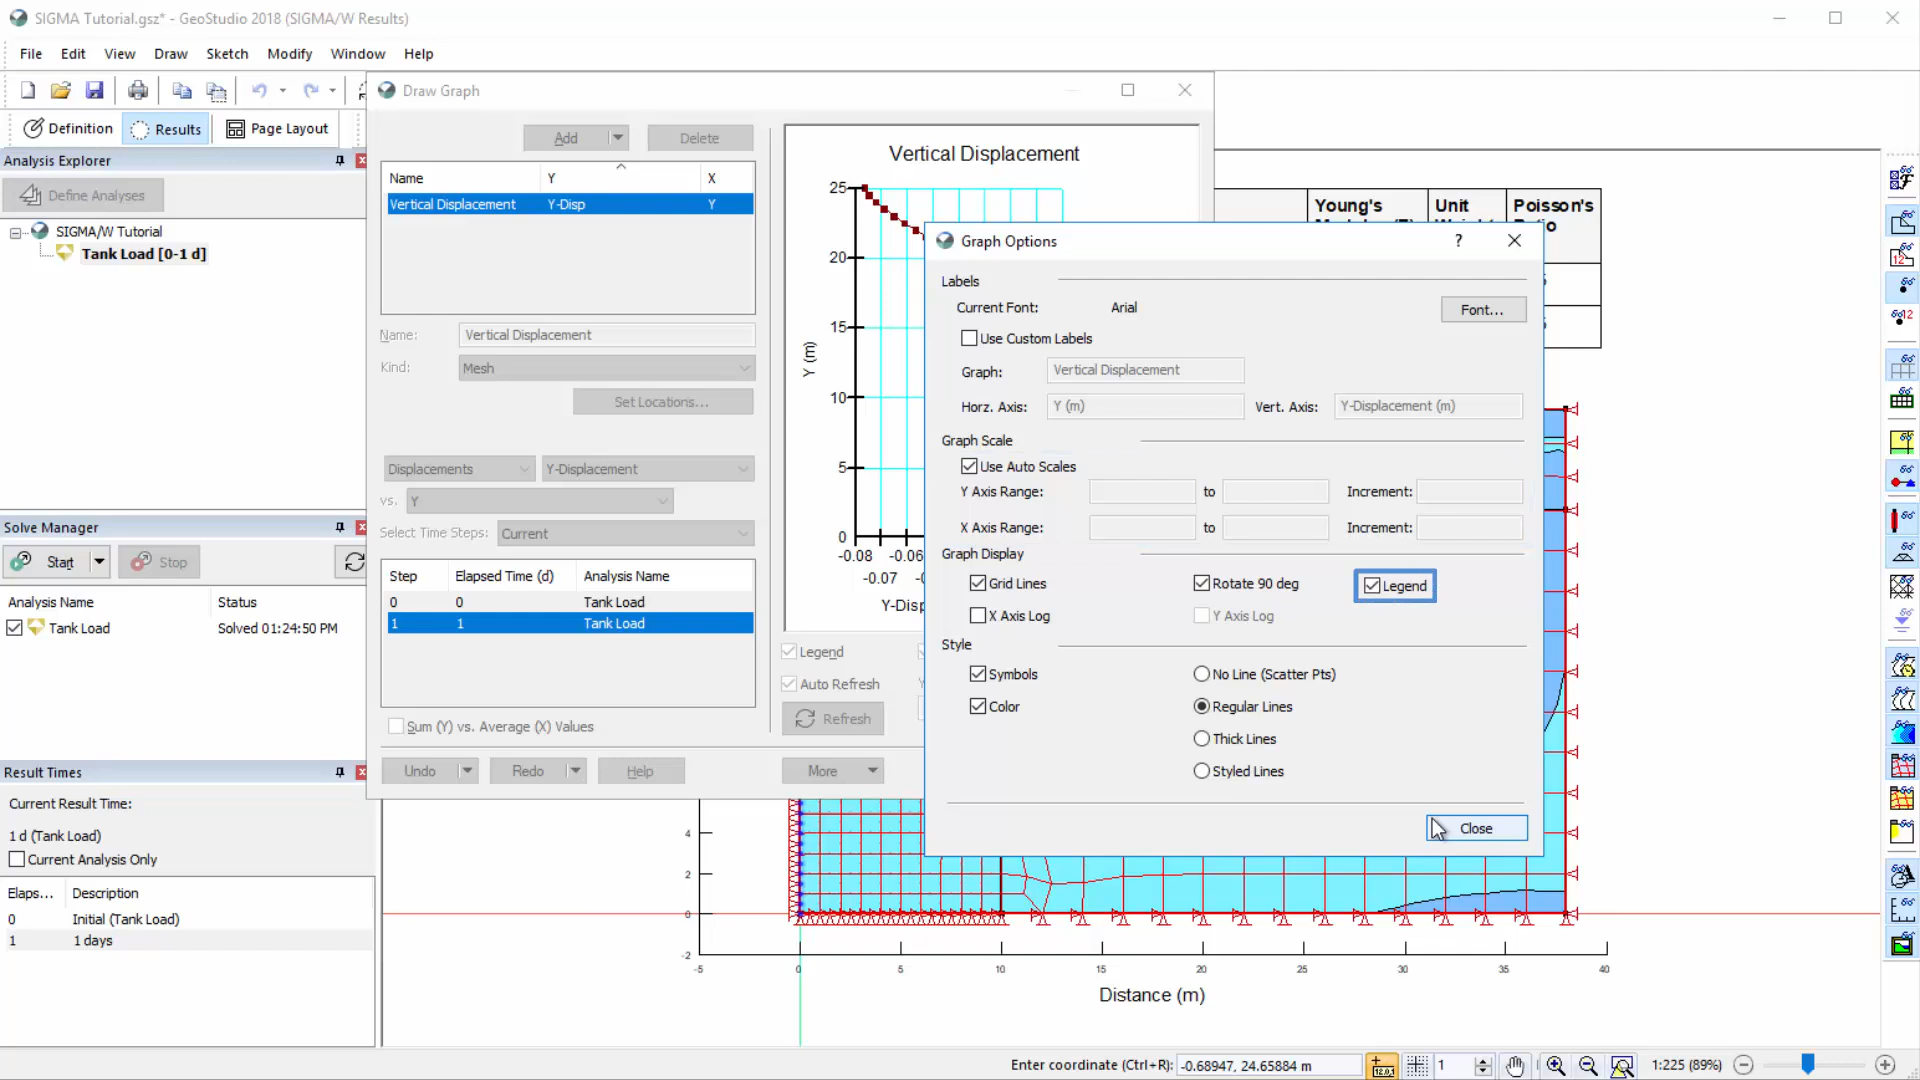 SIGMA Tutorial.gsz* - GeoStudio 2018 (SIGMA/W Results)
File Edit View Draw Sketch Modify Window Help
Definition Results Page Layout
Analysis Explorer
Define Analyses
SIGMA/W Tutorial
Tank Load [0-1 d]
Solve Manager
Start Stop
Analysis Name Status
Tank Load Solved 01:24:50 PM
Result Times
Current Result Time:
1 d (Tank Load)
Current Analysis Only
Elaps... Description
0 Initial (Tank Load)
1 1 days
Draw Graph
Add Delete
Name Y X
Vertical Displacement Y-Disp Y
Name: Vertical Displacement
Kind: Mesh
Set Locations...
Displacements Y-Displacement
vs. Y
Select Time Steps: Current
Step Elapsed Time (d) Analysis Name
0 0 Tank Load
1 1 Tank Load
Sum (Y) vs. Average (X) Values
Undo Redo Help
Vertical Displacement
25
20
15
10
5
0
Y (m)
-0.08 -0.06
-0.07
Y-Disp
Legend
Auto Refresh
Refresh
More
Graph Options
?
Labels
Current Font: Arial Font...
Use Custom Labels
Graph: Vertical Displacement
Horz. Axis: Y (m) Vert. Axis: Y-Displacement (m)
Graph Scale
Use Auto Scales
Y Axis Range: to Increment:
X Axis Range: to Increment:
Graph Display
Grid Lines Rotate 90 deg Legend
X Axis Log Y Axis Log
Style
Symbols No Line (Scatter Pts)
Color Regular Lines
Thick Lines
Styled Lines
Close
Young's Unit Poisson's
4
2
0
-2
-5 0 5 10 15 20 25 30 35 40
Distance (m)
Enter coordinate (Ctrl+R): -0.68947, 24.65884 m 1 1:225 (89%)